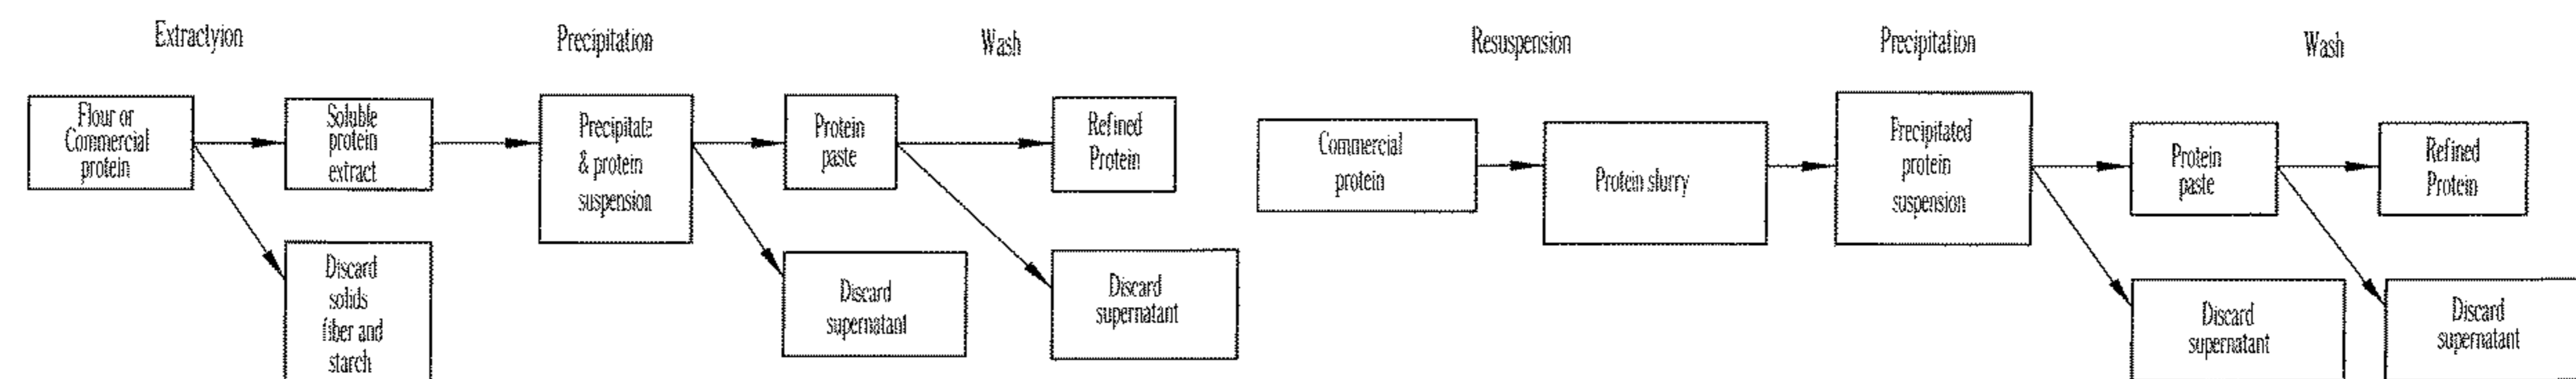 Extractyion
Precipitation
Wash
Flour or
Commercial
protein
Soluble
protein
extract
Precipitate
& protein
suspension
Protein
paste
Refined
Protein
Discard
solids
fiber and
starch
Discard
supernatant
Discard
supernatant
Resuspension
Precipitation
Wash
Commercial
protein
Protein slurry
Precipitated
protein
suspension
Protein
paste
Refined
Protein
Discard
supernatant
Discard
supernatant